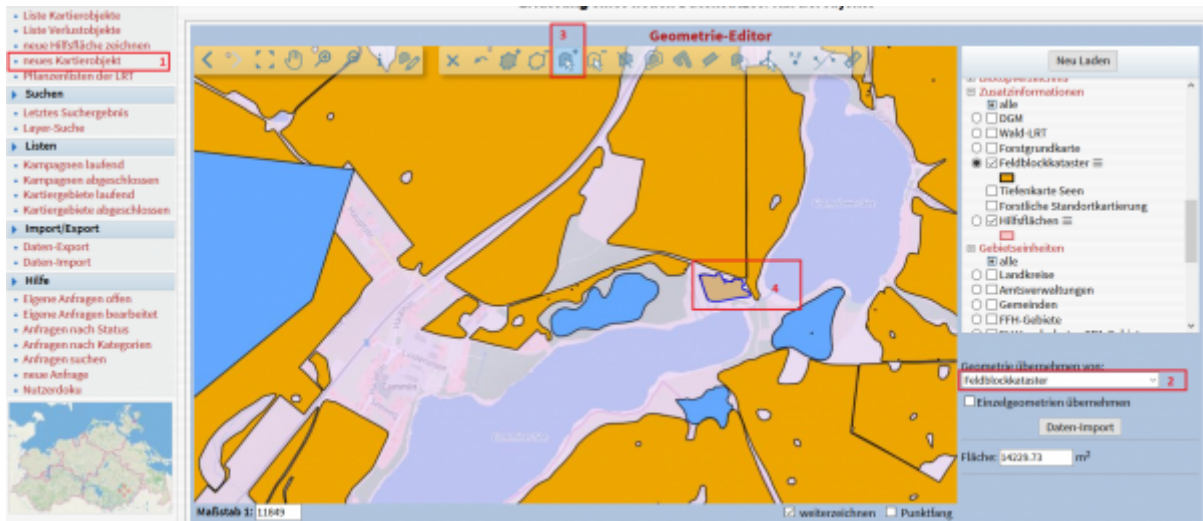 Liste Kartierobjekte
Liste Verlustobjekte
neue Hilfsfläche zeichnen
neues Kartierobjekt 1
Pflanzenlisten der LRT
Suchen
Letztes Suchergebnis
Layer-Suche
Listen
Kampagnen laufend
Kampagnen abgeschlossen
Kartiergebiete laufend
Kartiergebiete abgeschlossen
Import/Export
Daten-Export
Daten-Import
Hilfe
Eigene Anfragen offen
Eigene Anfragen bearbeitet
Anfragen nach Status
Anfragen nach Kategorien
Anfragen suchen
neue Anfrage
Nutzerdoku
3 Geometrie-Editor
4
Maßstab 1: 11849
weiterzeichnen Punktfang
Neu Laden
Zusatzinformationen
alle
DGM
Wald-LRT
Forstgrundkarte
Feldblockkataster
Tiefenkarte Seen
Forstliche Standortkartierung
Hilfsflächen
Gebietseinheiten
alle
Landkreise
Amtsverwaltungen
Gemeinden
FFH-Gebiete
Geometrie übernehmen von:
Feldblockkataster 2
Einzelgeometrien übernehmen
Daten-Import
Fläche: 14229.73 m²